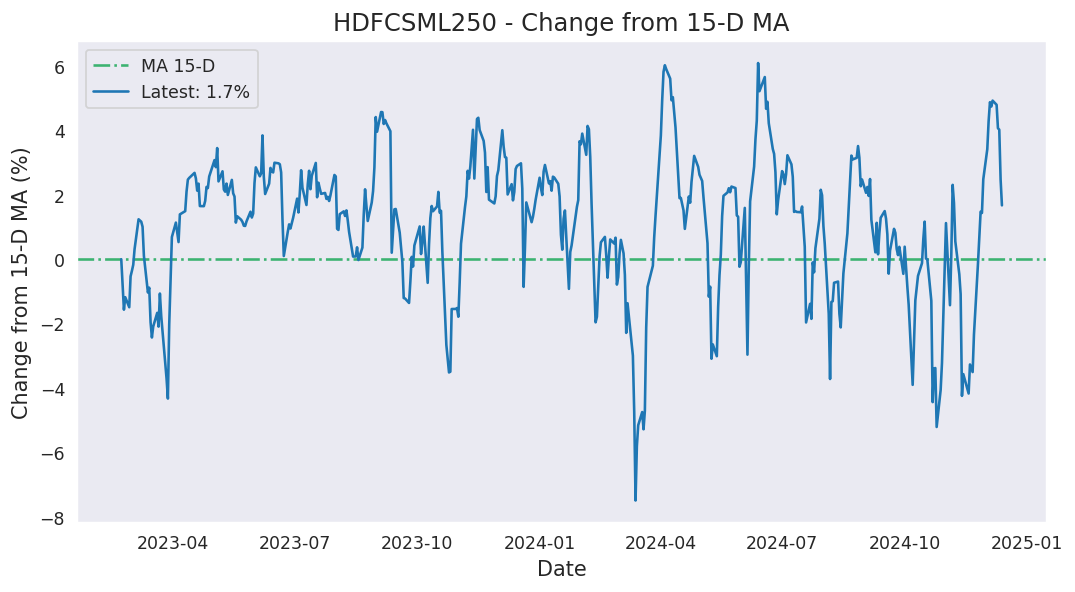 HDFCSML250 - Change from 15-D MA
MA 15-D
Latest: 1.7%
Change from 15-D MA (%)
6
4
2
0
−2
−4
−6
−8
2023-04 2023-07 2023-10 2024-01 2024-04 2024-07 2024-10 2025-01
Date